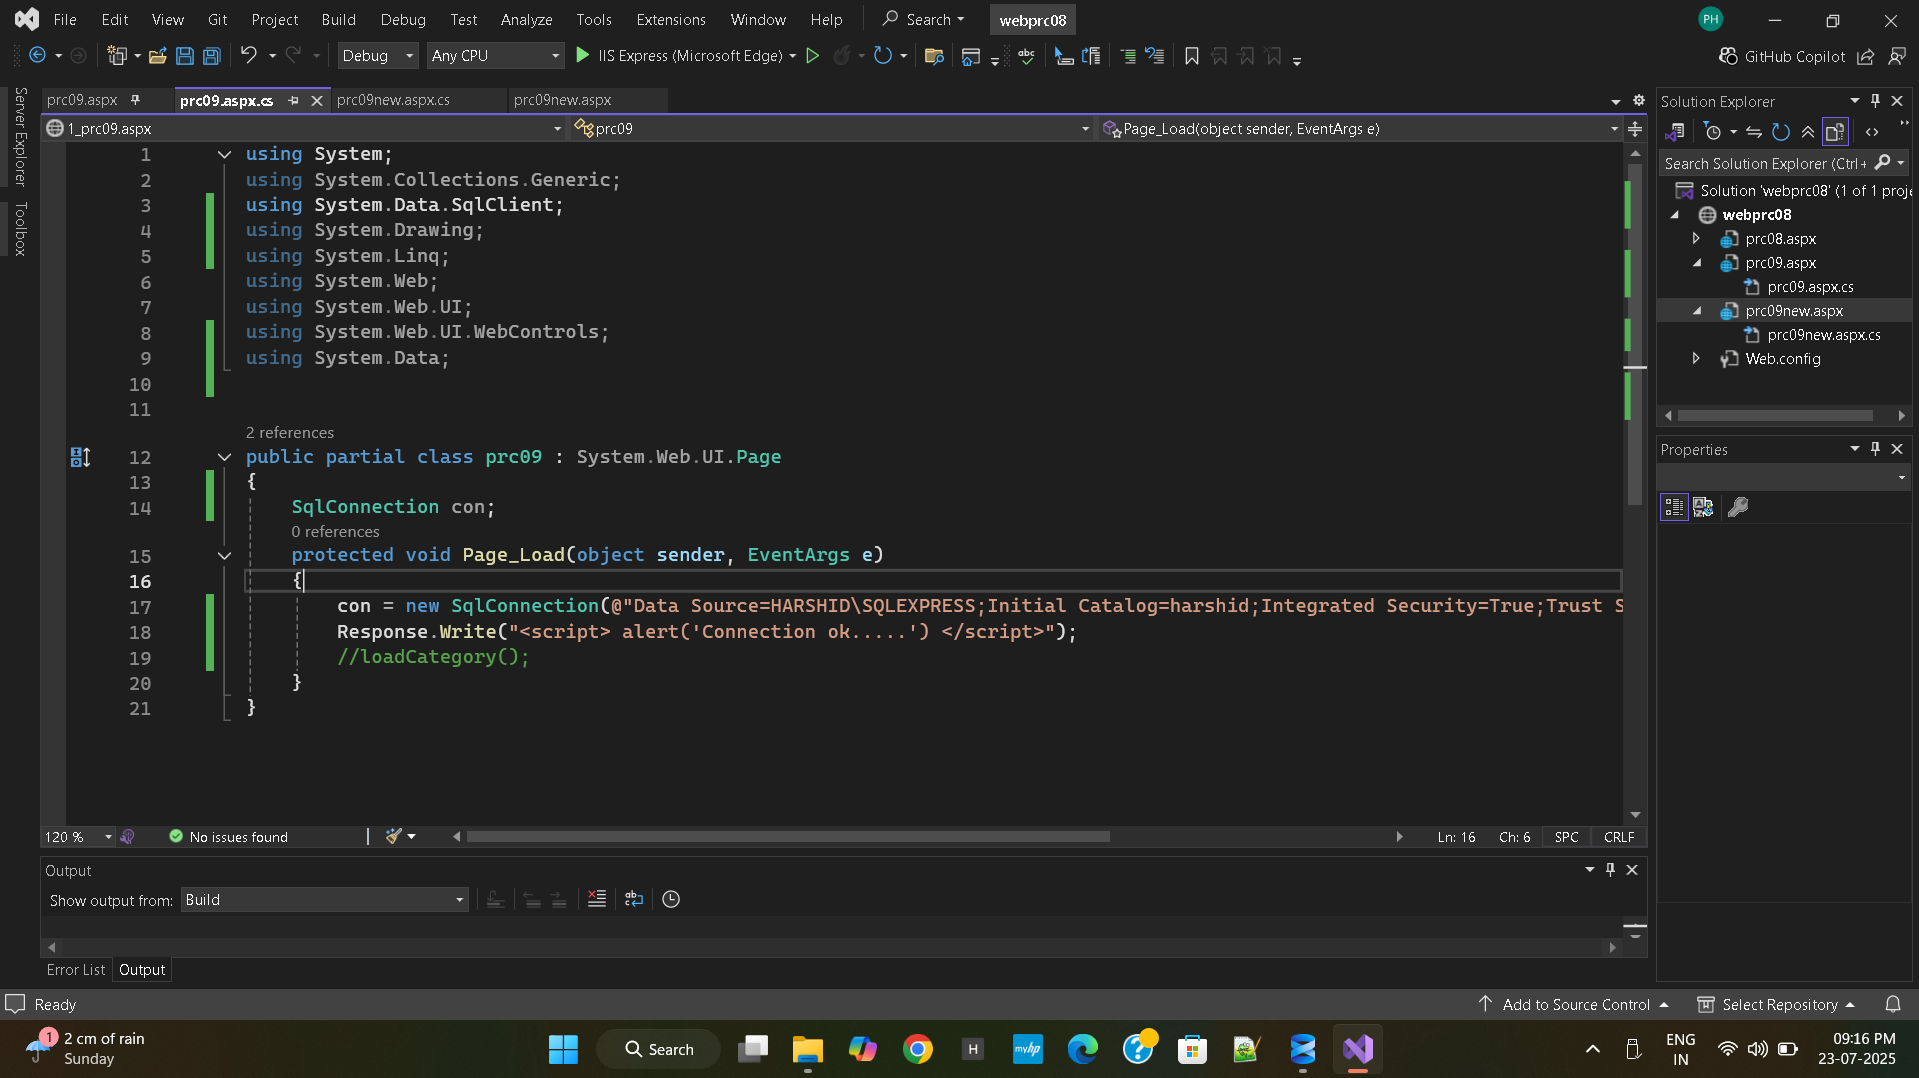 File Edit View Git Project Build Debug Test Analyze Tools Extensions Window Help Search webprc08 PH
Debug Any CPU IIS Express (Microsoft Edge) GitHub Copilot
Server Explorer
Toolbox
prc09.aspx prc09.aspx.cs prc09new.aspx.cs prc09new.aspx
1_prc09.aspx prc09 Page_Load(object sender, EventArgs e)
1 using System;
2 using System.Collections.Generic;
3 using System.Data.SqlClient;
4 using System.Drawing;
5 using System.Linq;
6 using System.Web;
7 using System.Web.UI;
8 using System.Web.UI.WebControls;
9 using System.Data;
10
11
2 references
12 public partial class prc09 : System.Web.UI.Page
13 {
14 SqlConnection con;
0 references
15 protected void Page_Load(object sender, EventArgs e)
16 {
17 con = new SqlConnection(@"Data Source=HARSHID\SQLEXPRESS;Initial Catalog=harshid;Integrated Security=True;Trust S
18 Response.Write("<script> alert('Connection ok.....') </script>");
19 //loadCategory();
20 }
21 }
120 % No issues found Ln: 16 Ch: 6 SPC CRLF
Output
Show output from: Build
Error List Output
Solution Explorer
Search Solution Explorer (Ctrl+
Solution 'webprc08' (1 of 1 proje
webprc08
prc08.aspx
prc09.aspx
prc09.aspx.cs
prc09new.aspx
prc09new.aspx.cs
Web.config
Properties
Ready Add to Source Control Select Repository
1
2 cm of rain
Sunday
Search
H
myhp
ENG
IN
09:16 PM
23-07-2025